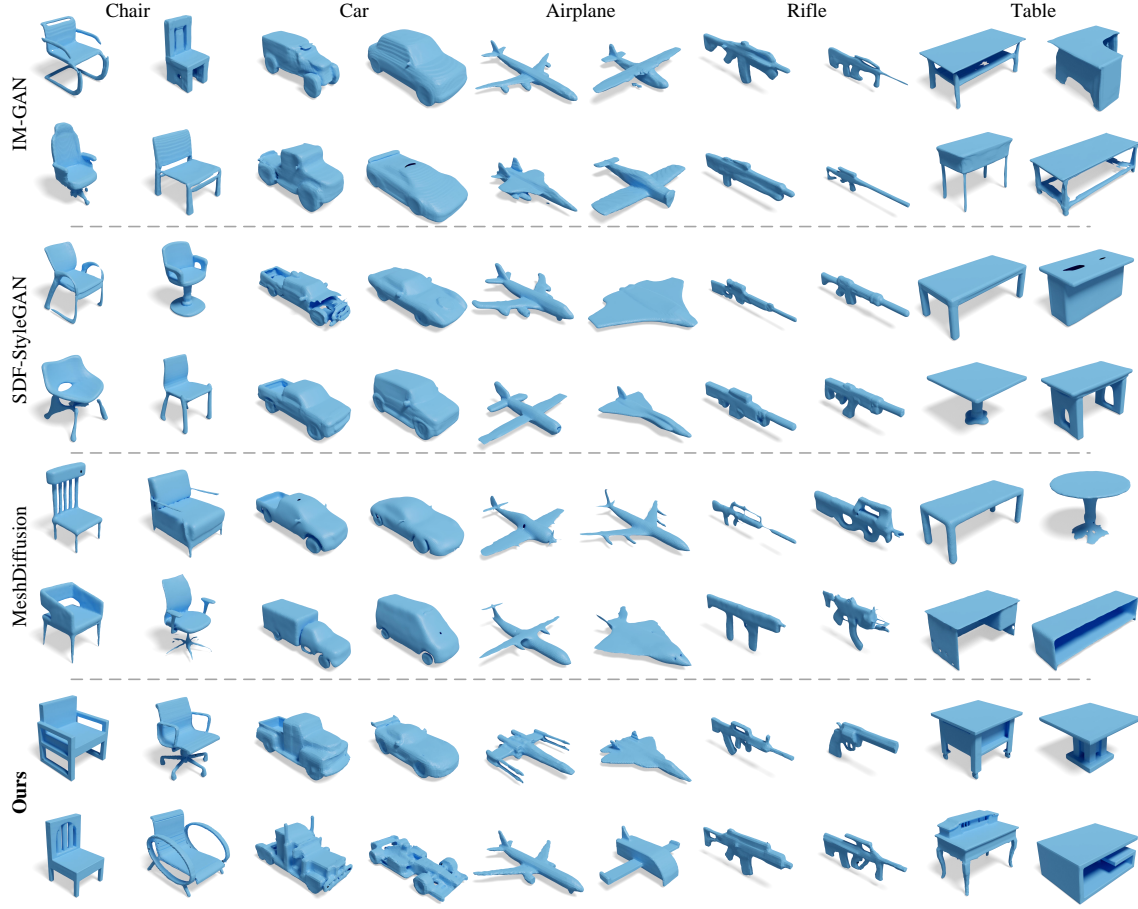 Chair Car Airplane Rifle Table
IM-GAN
SDF-StyleGAN
MeshDiffusion
Ours